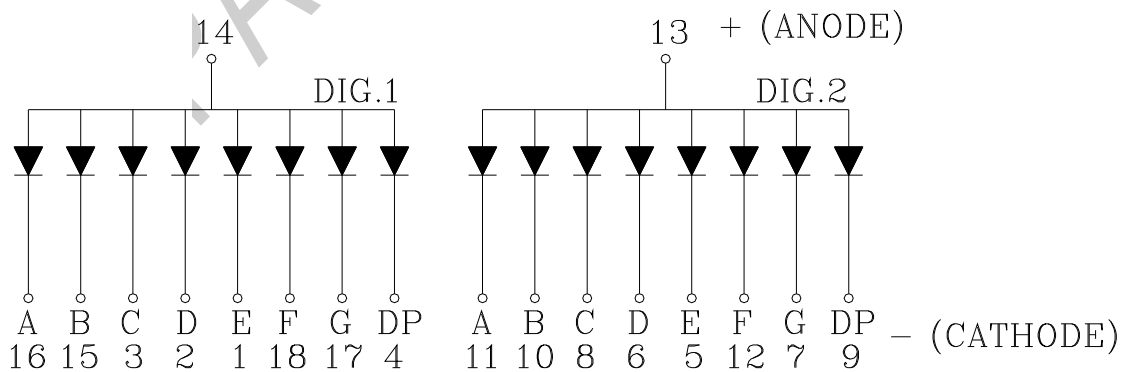 14
13 + (ANODE)
DIG.1
DIG.2
A B C D E F G DP A B C D E F G DP
16 15 3 2 1 18 17 4 11 10 8 6 5 12 7 9
− (CATHODE)